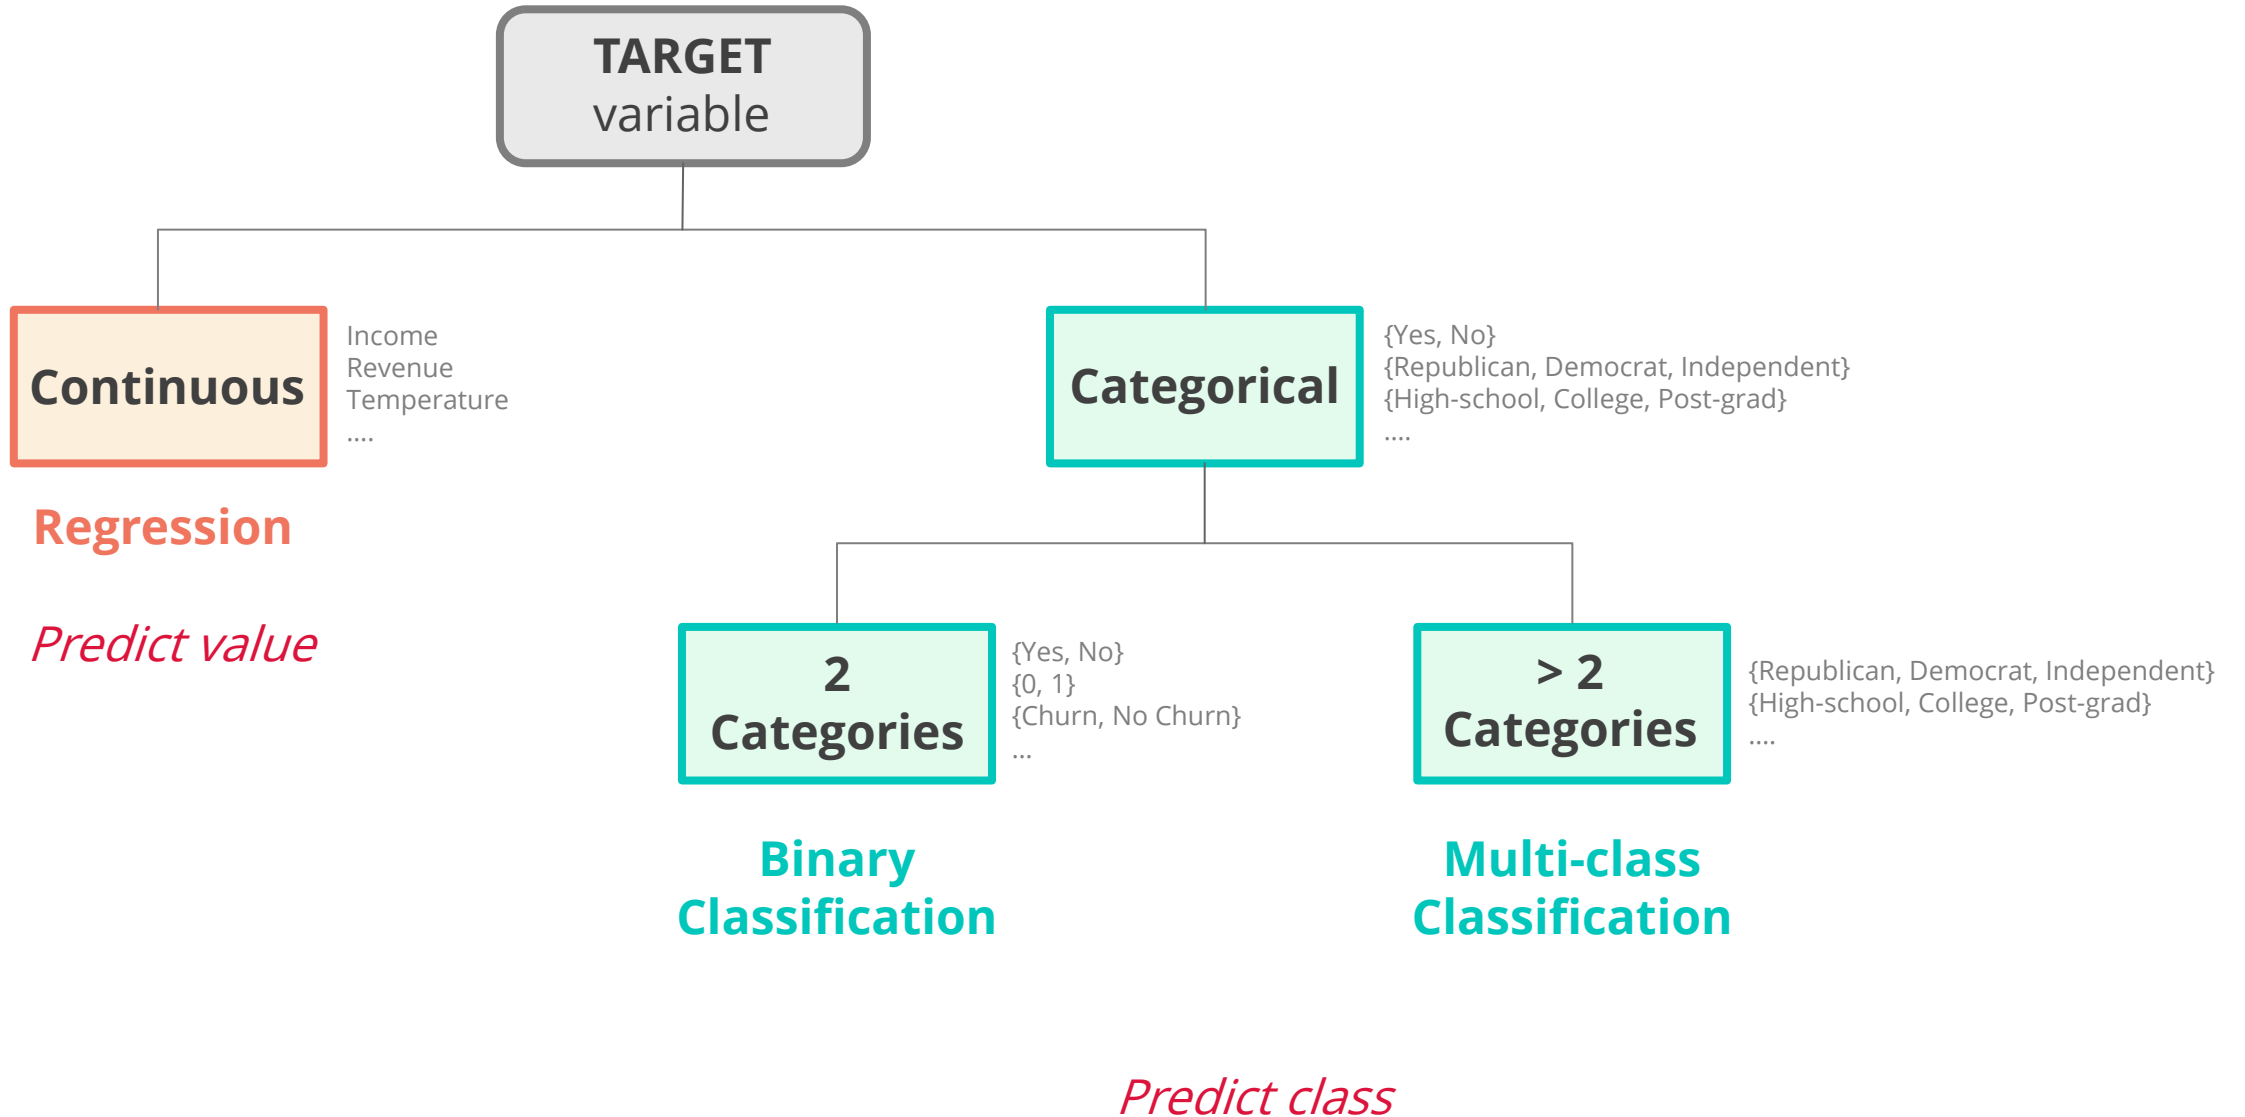 TARGET
variable
Continuous
Income
Revenue
Temperature
....
Categorical
{Yes, No}
{Republican, Democrat, Independent}
{High-school, College, Post-grad}
....
Regression
Predict value
2
Categories
{Yes, No}
{0, 1}
{Churn, No Churn}
...
> 2
Categories
{Republican, Democrat, Independent}
{High-school, College, Post-grad}
....
Binary
Classification
Multi-class
Classification
Predict class